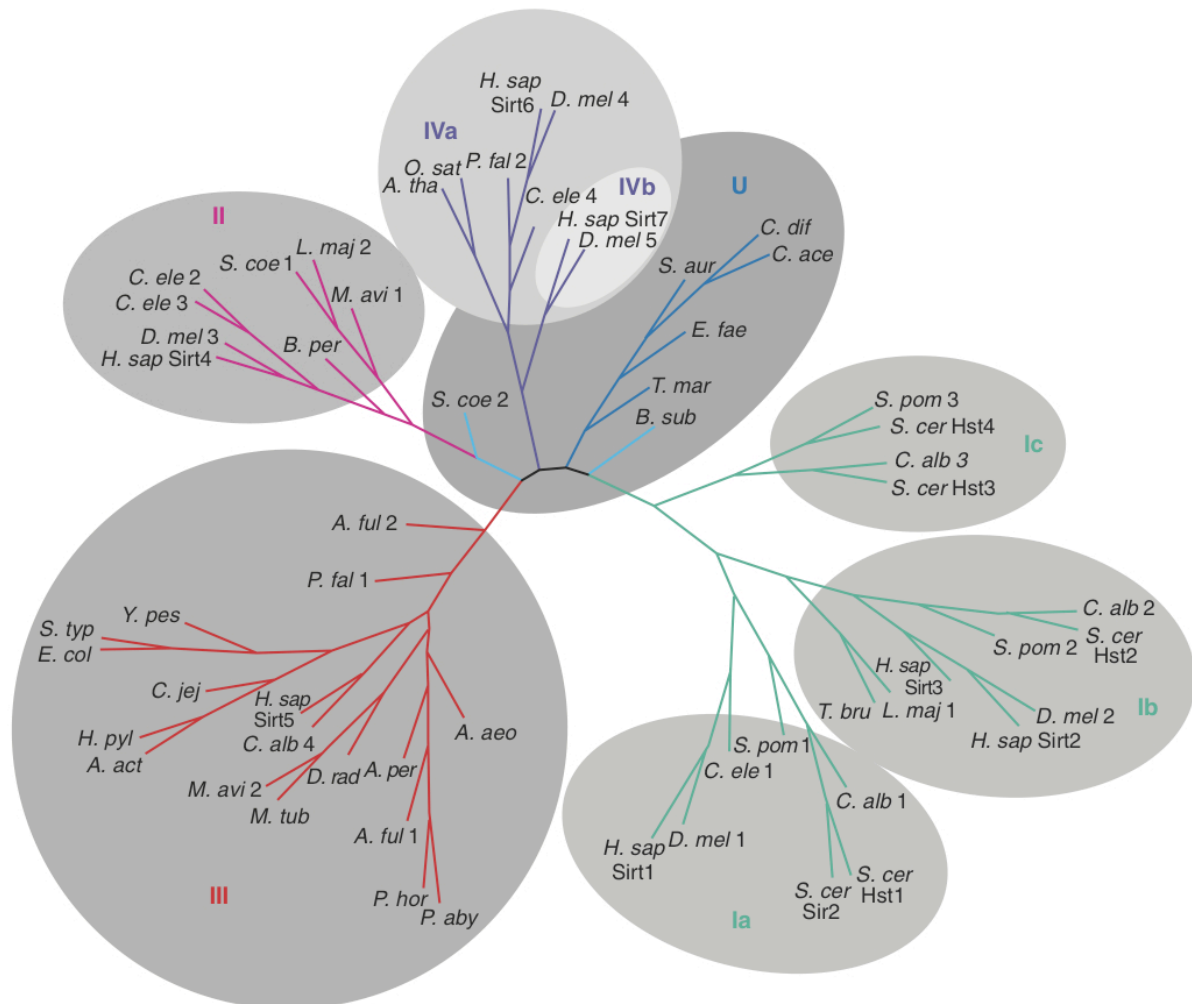 H. sap
Sirt6
D. mel 4
IVa
O. sat
P. fal 2
A. tha
C. ele 4
IVb
H. sap Sirt7
D. mel 5
U
C. dif
C. ace
S. aur
E. fae
T. mar
B. sub
S. coe 2
II
L. maj 2
S. coe 1
C. ele 2
C. ele 3
M. avi 1
D. mel 3
H. sap Sirt4
B. per
S. pom 3
S. cer Hst4
Ic
C. alb 3
S. cer Hst3
A. ful 2
P. fal 1
Y. pes
S. typ
E. col
C. jej
H. sap
Sirt5
H. pyl
A. act
C. alb 4
A. aeo
M. avi 2
D. rad
A. per
M. tub
A. ful 1
P. hor
P. aby
III
C. alb 2
S. cer
Hst2
S. pom 2
H. sap
Sirt3
T. bru
L. maj 1
D. mel 2
H. sap Sirt2
Ib
S. pom 1
C. ele 1
C. alb 1
H. sap
Sirt1
D. mel 1
S. cer
Sir2
S. cer
Hst1
Ia